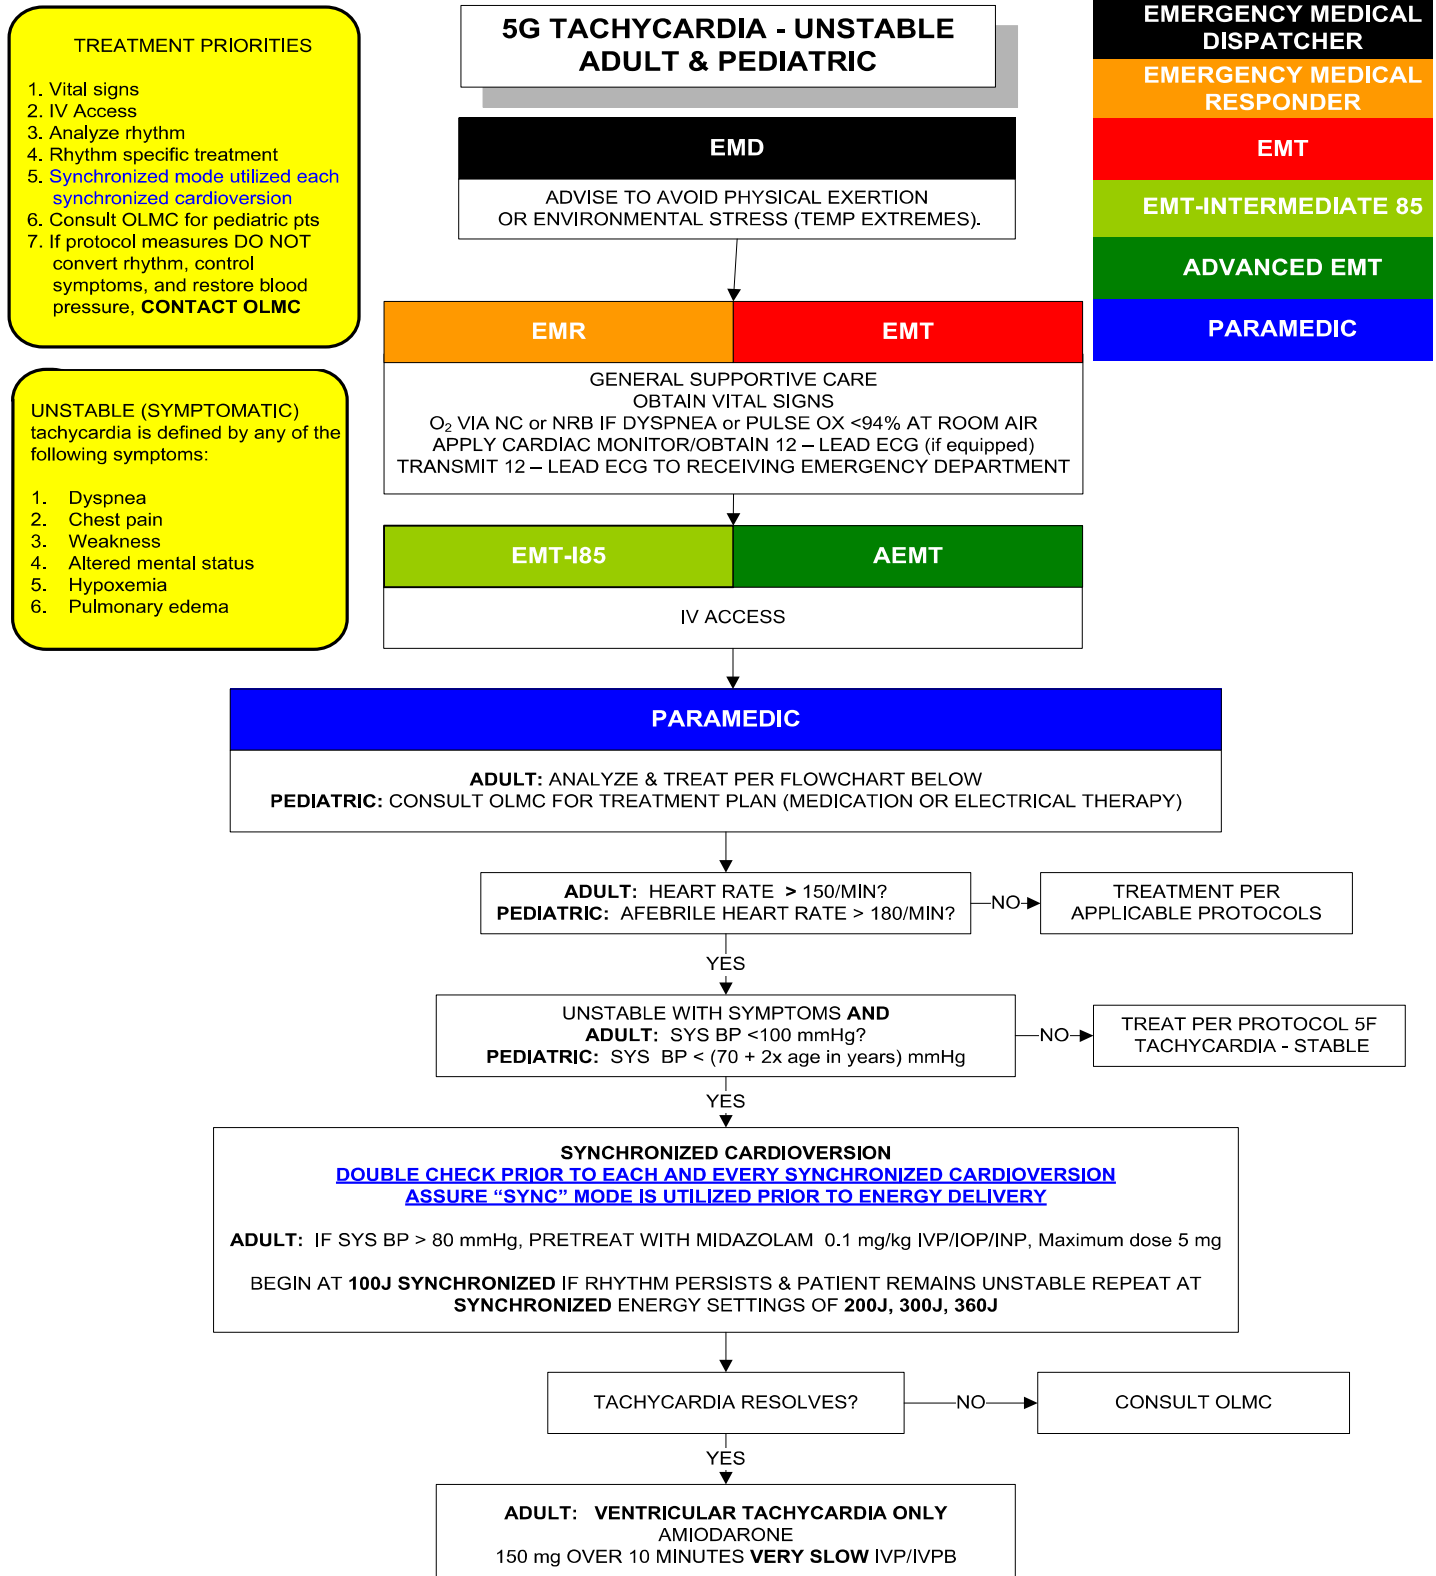 TREATMENT PRIORITIES
1. Vital signs
2. IV Access
3. Analyze rhythm
4. Rhythm specific treatment
5. Synchronized mode utilized each
synchronized cardioversion
6. Consult OLMC for pediatric pts
7. If protocol measures DO NOT
convert rhythm, control
symptoms, and restore blood
pressure, CONTACT OLMC
UNSTABLE (SYMPTOMATIC)
tachycardia is defined by any of the
following symptoms:
1. Dyspnea
2. Chest pain
3. Weakness
4. Altered mental status
5. Hypoxemia
6. Pulmonary edema
5G TACHYCARDIA - UNSTABLE
ADULT & PEDIATRIC
EMERGENCY MEDICAL
DISPATCHER
EMERGENCY MEDICAL
RESPONDER
EMT
EMT-INTERMEDIATE 85
ADVANCED EMT
PARAMEDIC
EMD
ADVISE TO AVOID PHYSICAL EXERTION
OR ENVIRONMENTAL STRESS (TEMP EXTREMES).
EMR
EMT
GENERAL SUPPORTIVE CARE
OBTAIN VITAL SIGNS
O₂ VIA NC or NRB IF DYSPNEA or PULSE OX <94% AT ROOM AIR
APPLY CARDIAC MONITOR/OBTAIN 12 – LEAD ECG (if equipped)
TRANSMIT 12 – LEAD ECG TO RECEIVING EMERGENCY DEPARTMENT
EMT-I85
AEMT
IV ACCESS
PARAMEDIC
ADULT: ANALYZE & TREAT PER FLOWCHART BELOW
PEDIATRIC: CONSULT OLMC FOR TREATMENT PLAN (MEDICATION OR ELECTRICAL THERAPY)
ADULT: HEART RATE > 150/MIN?
PEDIATRIC: AFEBRILE HEART RATE > 180/MIN?
NO
TREATMENT PER
APPLICABLE PROTOCOLS
YES
UNSTABLE WITH SYMPTOMS AND
ADULT: SYS BP <100 mmHg?
PEDIATRIC: SYS BP < (70 + 2x age in years) mmHg
NO
TREAT PER PROTOCOL 5F
TACHYCARDIA - STABLE
YES
SYNCHRONIZED CARDIOVERSION
DOUBLE CHECK PRIOR TO EACH AND EVERY SYNCHRONIZED CARDIOVERSION
ASSURE “SYNC” MODE IS UTILIZED PRIOR TO ENERGY DELIVERY
ADULT: IF SYS BP > 80 mmHg, PRETREAT WITH MIDAZOLAM 0.1 mg/kg IVP/IOP/INP, Maximum dose 5 mg
BEGIN AT 100J SYNCHRONIZED IF RHYTHM PERSISTS & PATIENT REMAINS UNSTABLE REPEAT AT
SYNCHRONIZED ENERGY SETTINGS OF 200J, 300J, 360J
TACHYCARDIA RESOLVES?
NO
CONSULT OLMC
YES
ADULT: VENTRICULAR TACHYCARDIA ONLY
AMIODARONE
150 mg OVER 10 MINUTES VERY SLOW IVP/IVPB